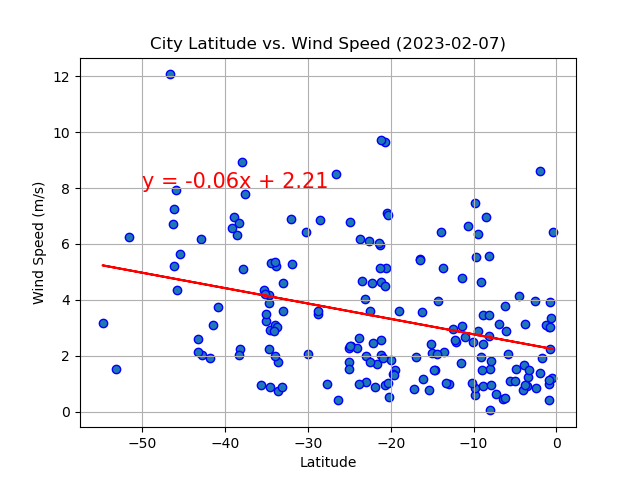 City Latitude vs. Wind Speed (2023-02-07)
12
10
8
6
4
2
0
Wind Speed (m/s)
y = -0.06x + 2.21
−50 −40 −30 −20 −10 0
Latitude